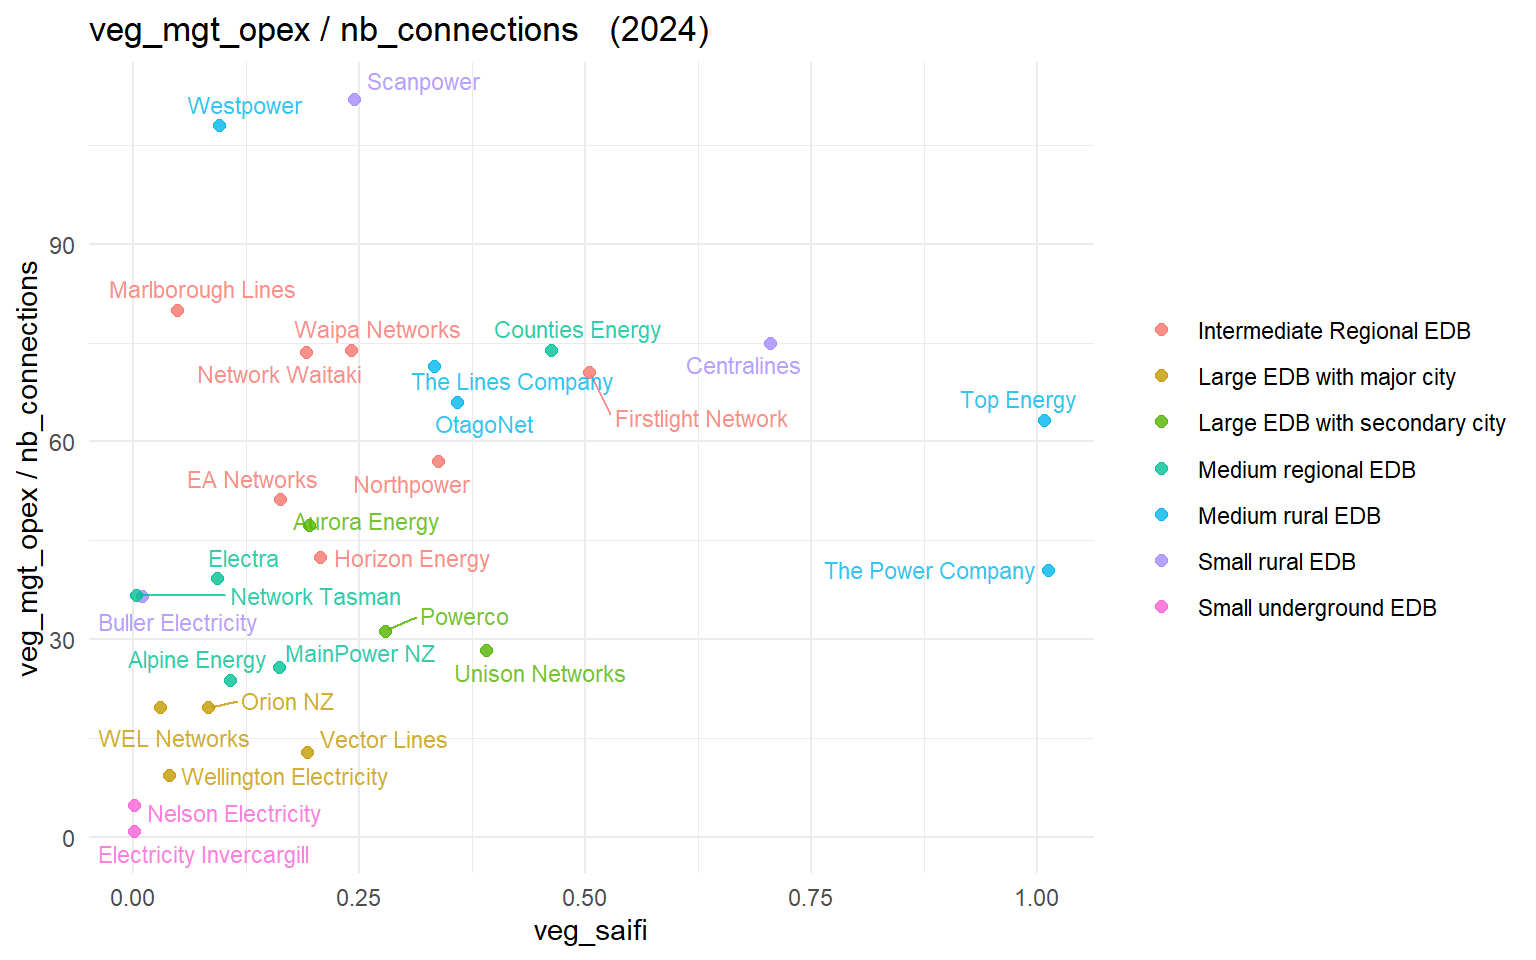 veg_mgt_opex / nb_connections (2024)
Scanpower
Westpower
90
Marlborough Lines
Waipa Networks
Counties Energy
Centralines
Network Waitaki
The Lines Company
Top Energy
Firstlight Network
OtagoNet
60
EA Networks
Northpower
Aurora Energy
Electra
Horizon Energy
The Power Company
Network Tasman
Buller Electricity
Powerco
30
MainPower NZ
Alpine Energy
Unison Networks
Orion NZ
WEL Networks
Vector Lines
Wellington Electricity
Nelson Electricity
0
Electricity Invercargill
0.00
0.25
0.50
0.75
1.00
veg_saifi
veg_mgt_opex / nb_connections
Intermediate Regional EDB
Large EDB with major city
Large EDB with secondary city
Medium regional EDB
Medium rural EDB
Small rural EDB
Small underground EDB